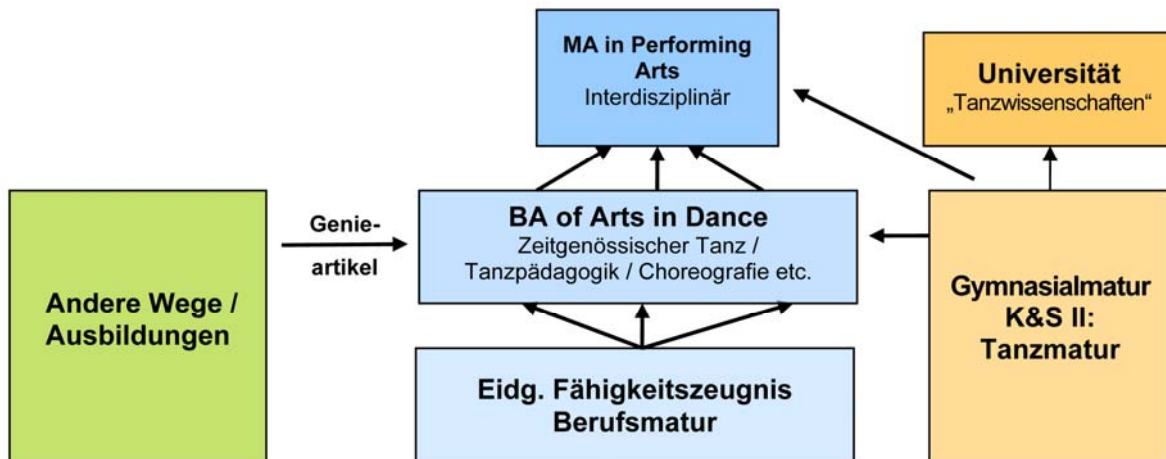 MA in Performing
Arts
Interdisziplinär
Universität
„Tanzwissenschaften“
Genie-
artikel
BA of Arts in Dance
Zeitgenössischer Tanz /
Tanzpädagogik / Choreografie etc.
Andere Wege /
Ausbildungen
Gymnasialmatur
K&S II:
Tanzmatur
Eidg. Fähigkeitszeugnis
Berufsmatur